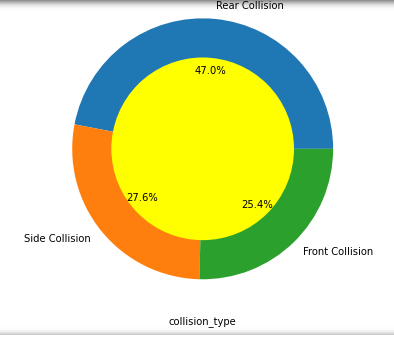 Rear Collision
47.0%
27.6%
25.4%
Side Collision
Front Collision
collision_type